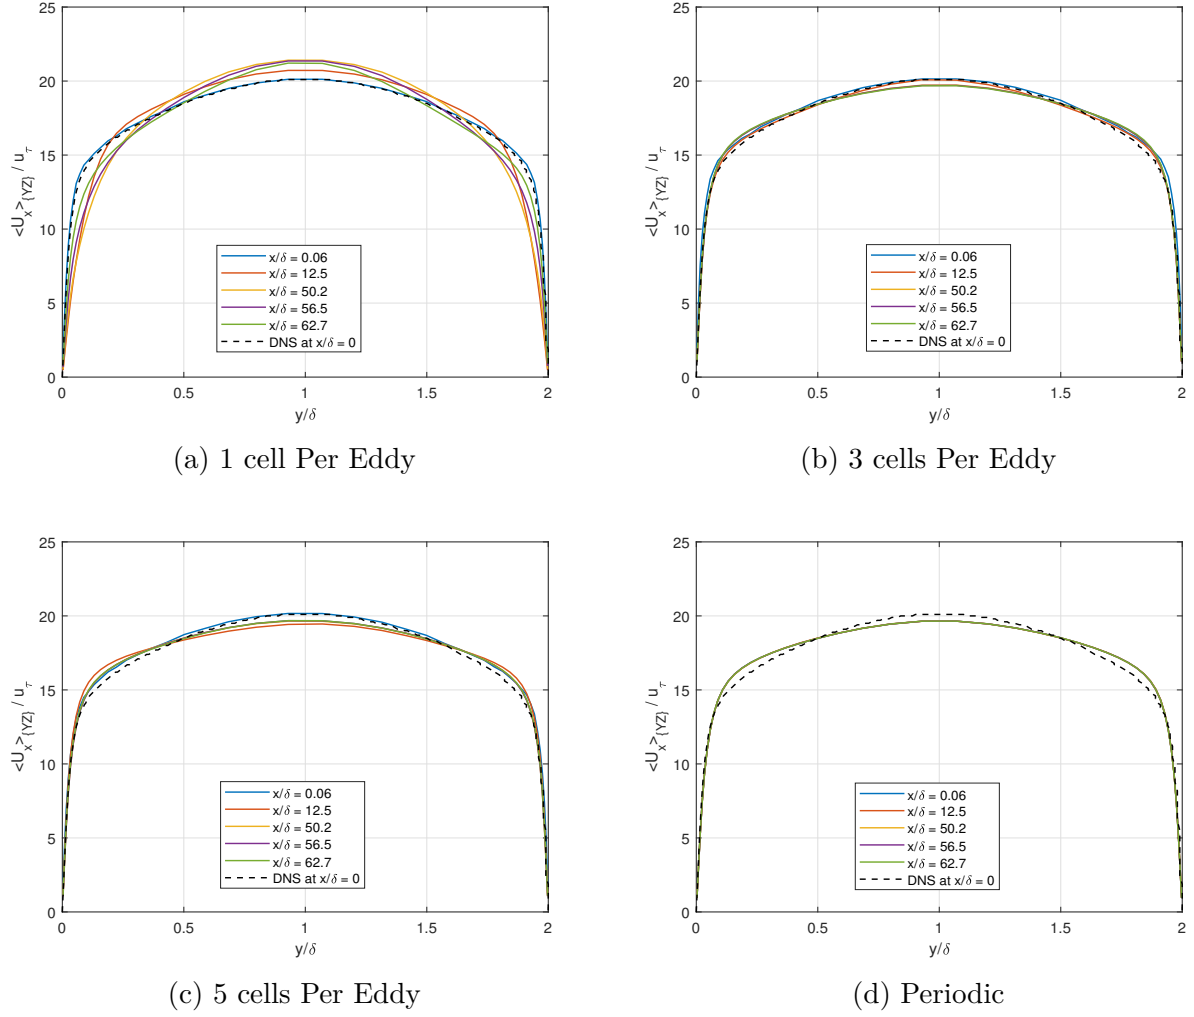 25
20
15
10
5
0
<U_x>_{YZ} / u_τ
x/δ = 0.06
x/δ = 12.5
x/δ = 50.2
x/δ = 56.5
x/δ = 62.7
DNS at x/δ = 0
0 0.5 1 1.5 2
y/δ
(a) 1 cell Per Eddy
25
20
15
10
5
0
<U_x>_{YZ} / u_τ
x/δ = 0.06
x/δ = 12.5
x/δ = 50.2
x/δ = 56.5
x/δ = 62.7
DNS at x/δ = 0
0 0.5 1 1.5 2
y/δ
(b) 3 cells Per Eddy
25
20
15
10
5
0
<U_x>_{YZ} / u_τ
x/δ = 0.06
x/δ = 12.5
x/δ = 50.2
x/δ = 56.5
x/δ = 62.7
DNS at x/δ = 0
0 0.5 1 1.5 2
y/δ
(c) 5 cells Per Eddy
25
20
15
10
5
0
<U_x>_{YZ} / u_τ
x/δ = 0.06
x/δ = 12.5
x/δ = 50.2
x/δ = 56.5
x/δ = 62.7
DNS at x/δ = 0
0 0.5 1 1.5 2
y/δ
(d) Periodic